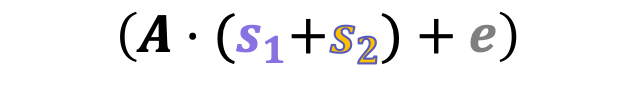 (A · (s₁+s₂) + e)